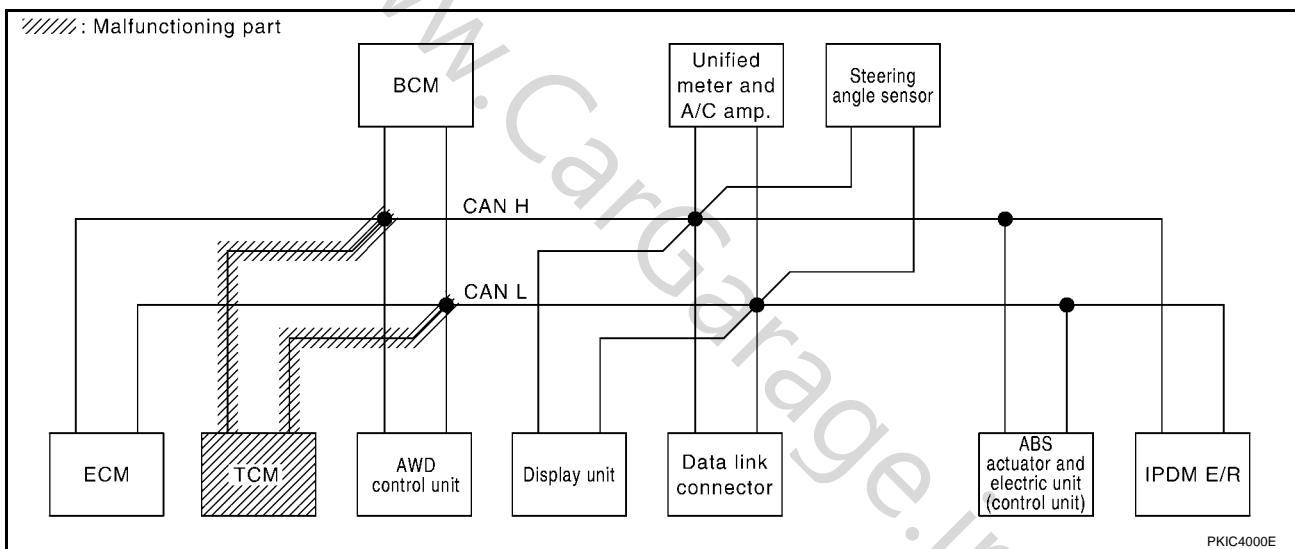 : Malfunctioning part
BCM
Unified
meter and
A/C amp.
Steering
angle sensor
CAN H
CAN L
ECM
TCM
AWD
control unit
Display unit
Data link
connector
ABS
actuator and
electric unit
(control unit)
IPDM E/R
PKIC4000E
www.CarGarage.ir